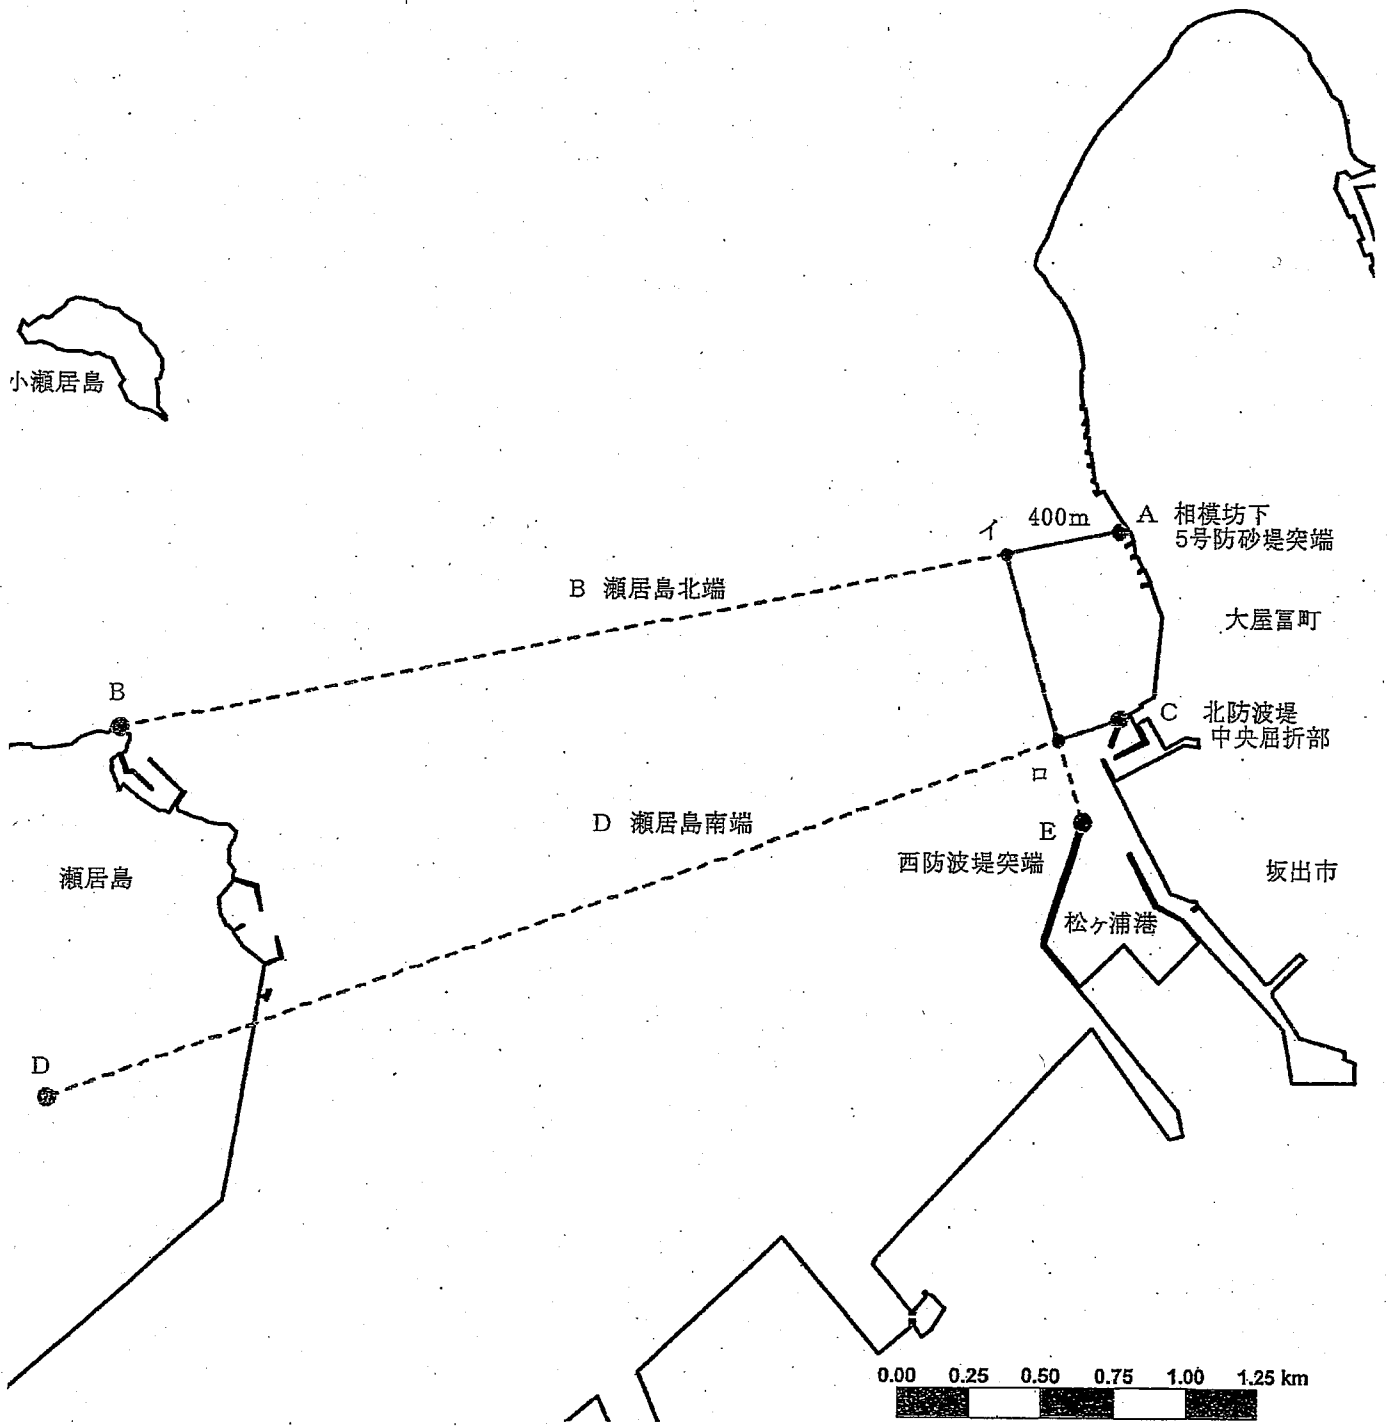 小瀬居島
400m
A 相模坊下
5号防砂堤突端
イ
B 瀬居島北端
大屋冨町
B
C 北防波堤
中央屈折部
ロ
D 瀬居島南端
E
西防波堤突端
瀬居島
坂出市
松ヶ浦港
D
0.00 0.25 0.50 0.75 1.00 1.25 km